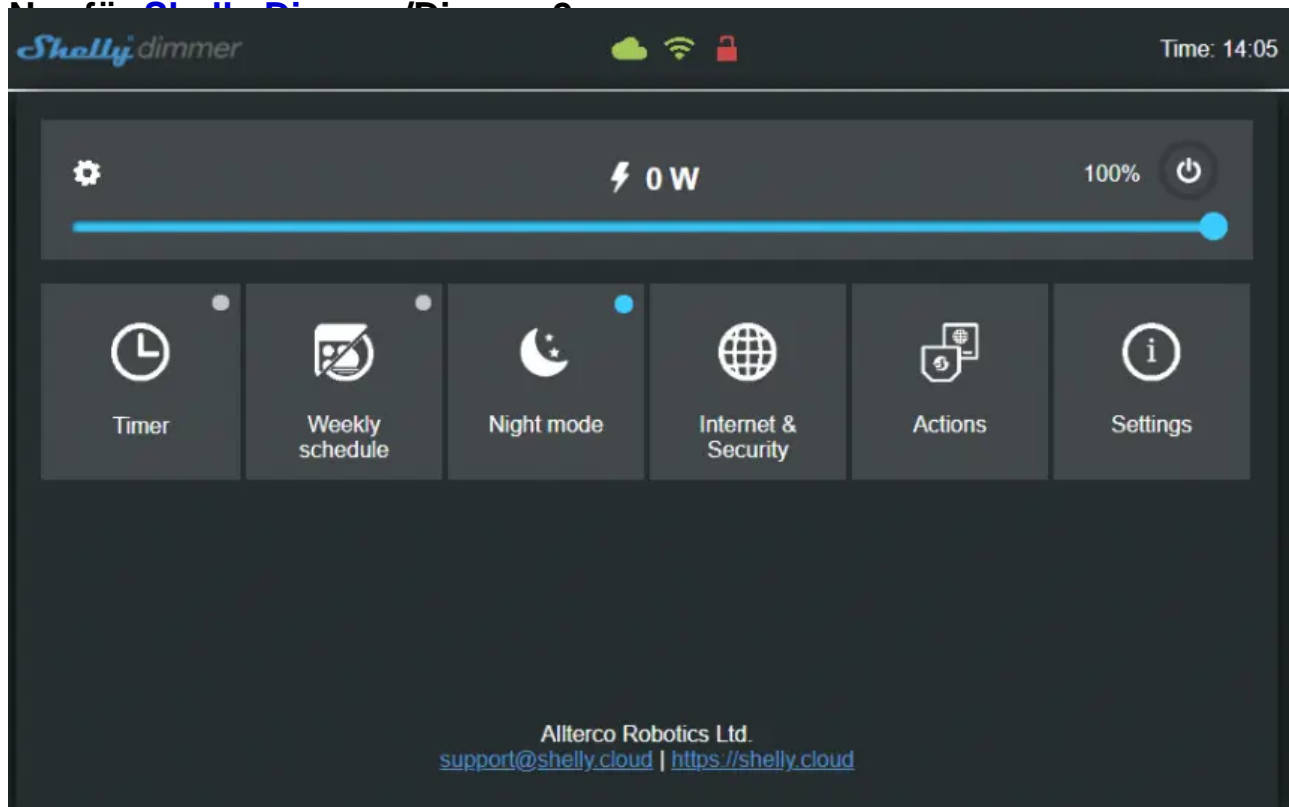 Shelly dimmer
Time: 14:05
0 W
100%
Timer
Weekly
schedule
Night mode
Internet &
Security
Actions
Settings
Allterco Robotics Ltd.
support@shelly.cloud | https://shelly.cloud